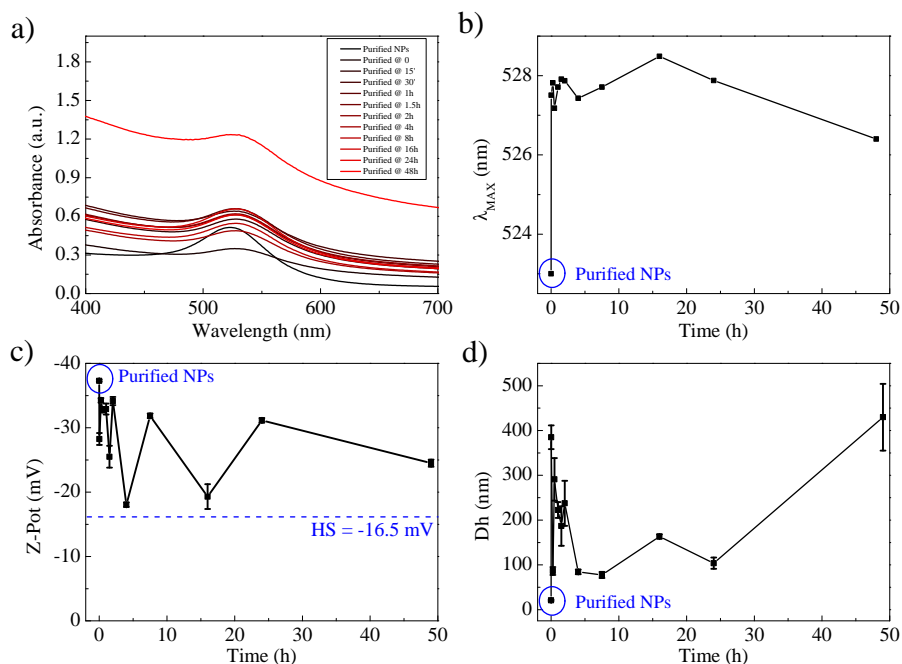 a)
1.8
1.5
1.2
0.9
0.6
0.3
0.0
Absorbance (a.u.)
400 500 600 700
Wavelength (nm)
Purified NPs
Purified @ 0
Purified @ 15'
Purified @ 30'
Purified @ 1h
Purified @ 1.5h
Purified @ 2h
Purified @ 4h
Purified @ 8h
Purified @ 16h
Purified @ 24h
Purified @ 48h
b)
528
526
524
λMAX (nm)
Purified NPs
0 10 20 30 40 50
Time (h)
c)
-40
-30
-20
-10
0
Z-Pot (mV)
Purified NPs
HS = -16.5 mV
0 10 20 30 40 50
Time (h)
d)
500
400
300
200
100
0
Dh (nm)
Purified NPs
0 10 20 30 40 50
Time (h)